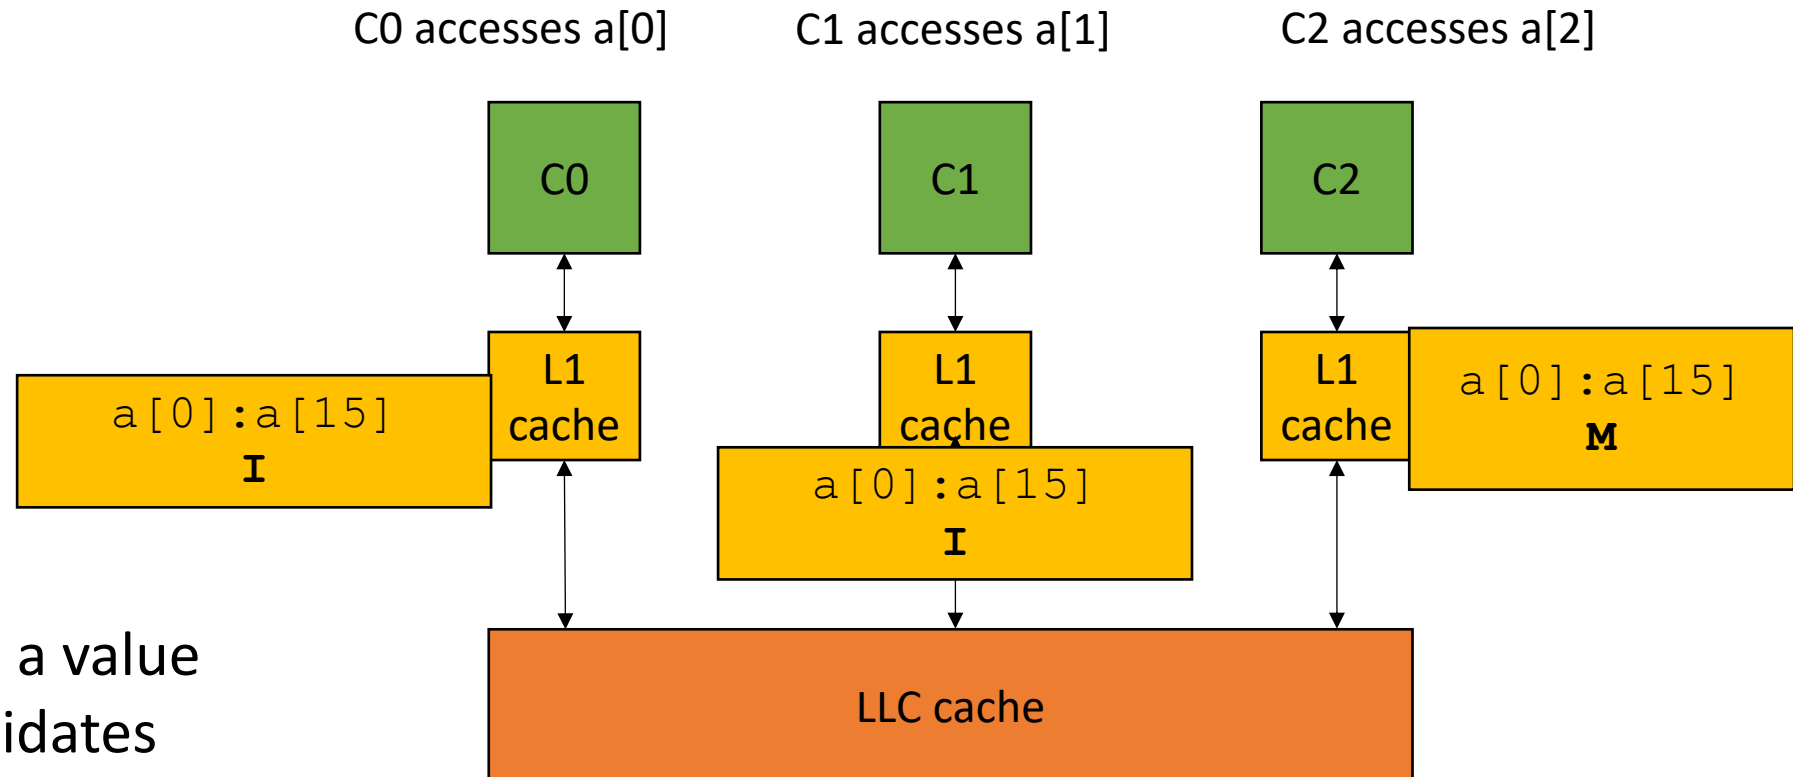 C0 accesses a[0]
C1 accesses a[1]
C2 accesses a[2]
C0
C1
C2
L1
cache
L1
cache
L1
cache
a[0]:a[15]
I
a[0]:a[15]
I
a[0]:a[15]
M
a value
idates
LLC cache